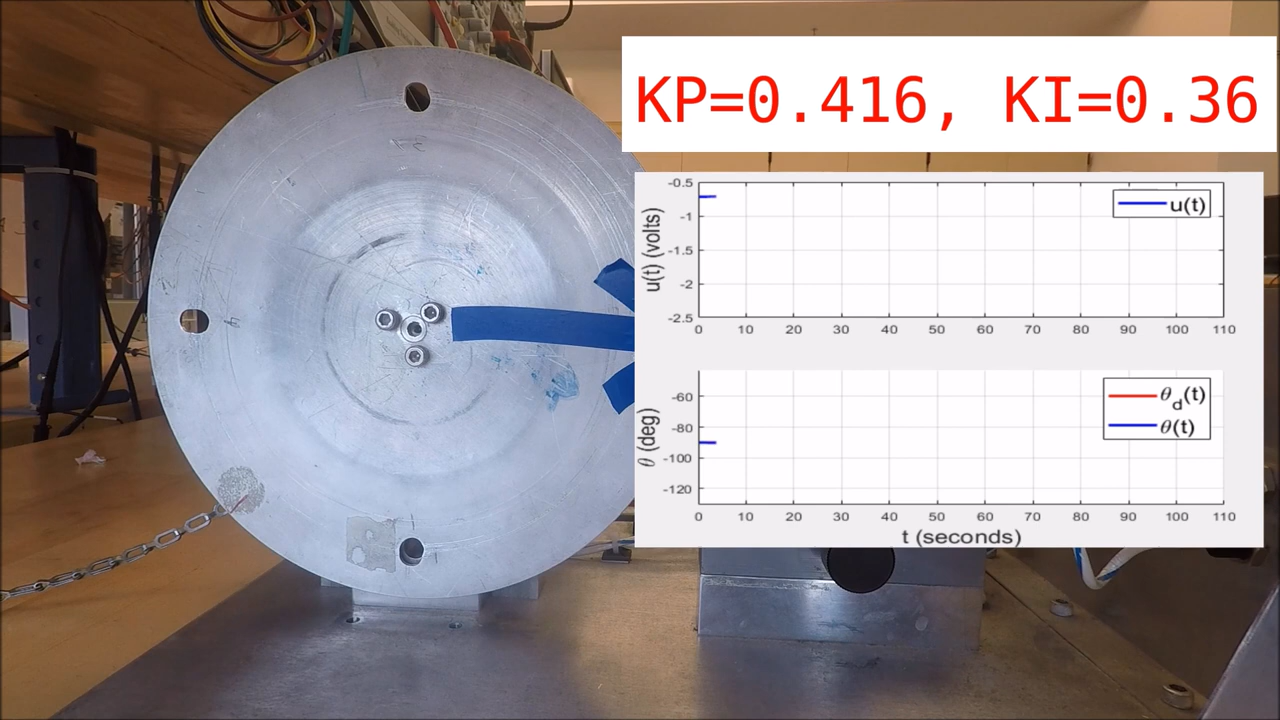 KP=0.416, KI=0.36
-0.5
-1
-1.5
-2
-2.5
u(t) (volts)
u(t)
0 10 20 30 40 50 60 70 80 90 100 110
-60
-80
-100
-120
θ (deg)
θd(t)
θ(t)
0 10 20 30 40 50 60 70 80 90 100 110
t (seconds)